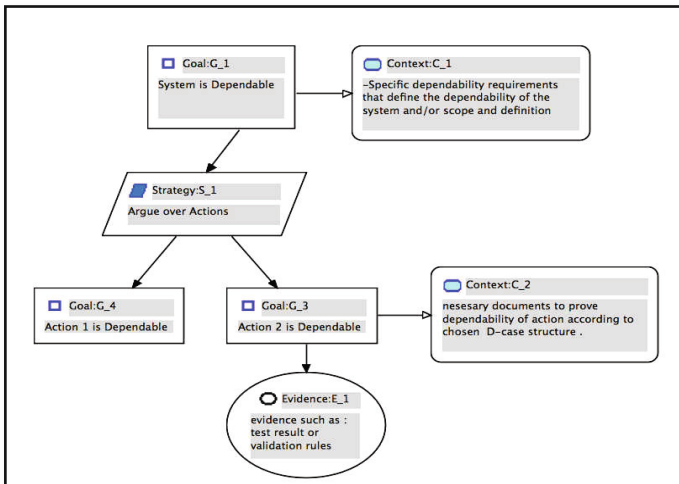 Goal:G_1
System is Dependable
Context:C_1
-Specific dependability requirements
that define the dependability of the
system and/or scope and definition
Strategy:S_1
Argue over Actions
Goal:G_4
Action 1 is Dependable
Goal:G_3
Action 2 is Dependable
Context:C_2
nesesary documents to prove
dependability of action according to
chosen D-case structure .
Evidence:E_1
evidence such as :
test result or
validation rules